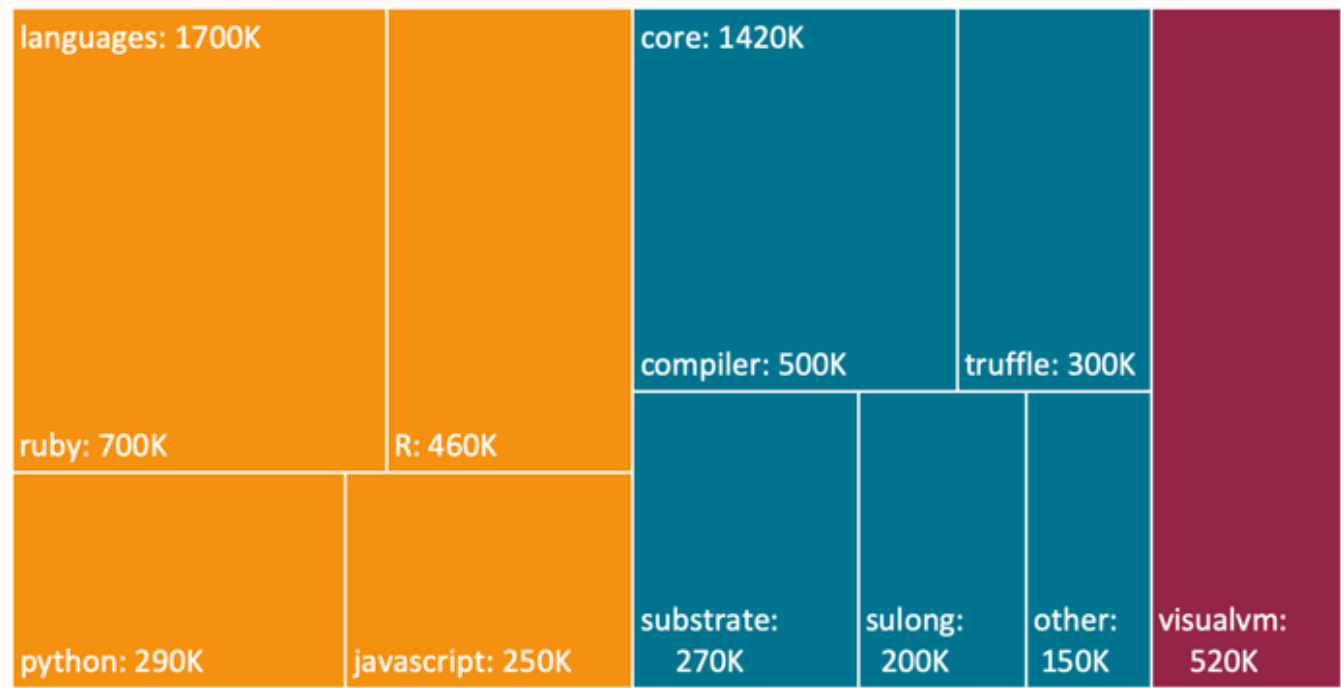 languages: 1700K
ruby: 700K
R: 460K
python: 290K
javascript: 250K
core: 1420K
compiler: 500K
truffle: 300K
substrate:
270K
sulong:
200K
other:
150K
visualvm:
520K